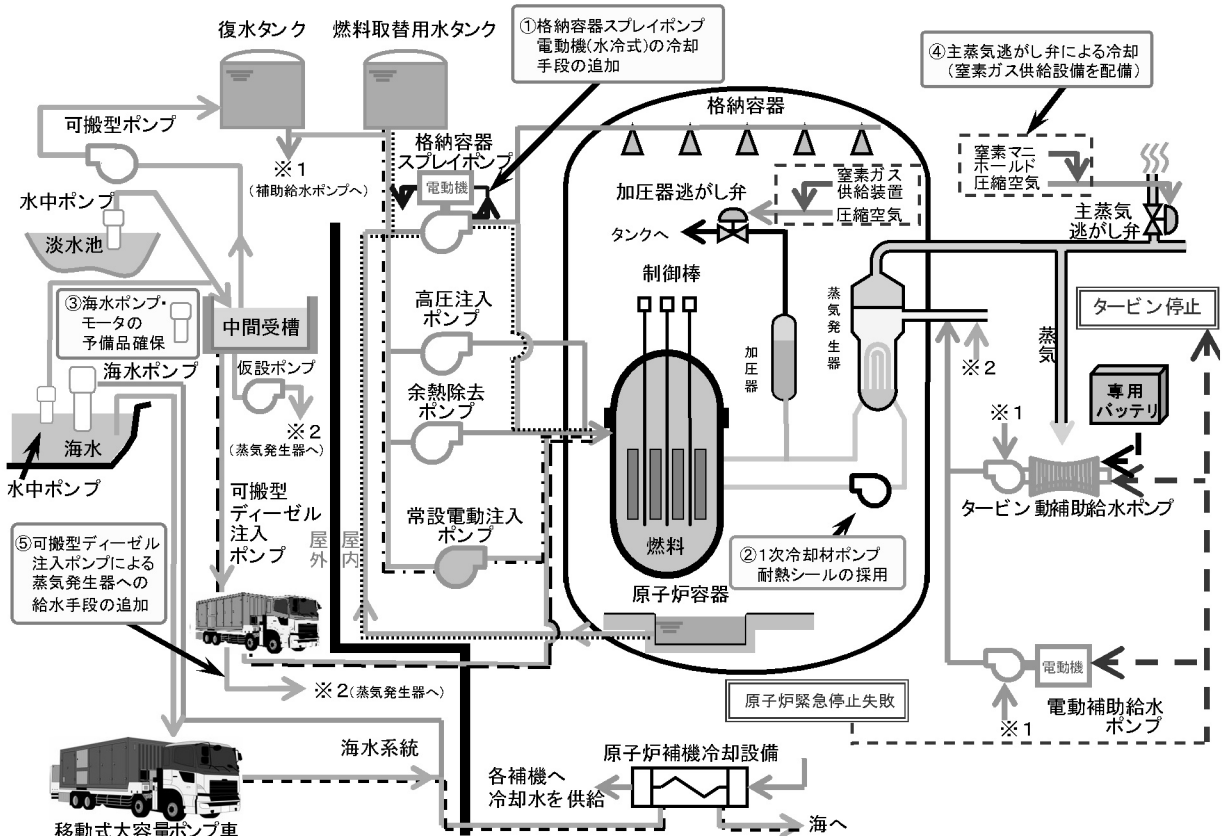 復水タンク
燃料取替用水タンク
①格納容器スプレイポンプ
電動機(水冷式)の冷却
手段の追加
④主蒸気逃がし弁による冷却
(窒素ガス供給設備を配備)
可搬型ポンプ
※1
(補助給水ポンプへ)
格納容器
スプレイポンプ
電動機
格納容器
窒素マニ
ホールド
圧縮空気
主蒸気
逃がし弁
水中ポンプ
淡水池
加圧器逃がし弁
窒素ガス
供給装置
圧縮空気
タンクへ
制御棒
蒸気発生器
加圧器
③海水ポンプ・
モータの
予備品確保
中間受槽
高圧注入
ポンプ
タービン停止
蒸気
※2
海水ポンプ
仮設ポンプ
※2
(蒸気発生器へ)
余熱除去
ポンプ
専用
バッテリ
※1
海水
水中ポンプ
タービン動補助給水ポンプ
可搬型
ディーゼル
注入
ポンプ
屋外
屋内
常設電動注入
ポンプ
燃料
原子炉容器
②1次冷却材ポンプ
耐熱シールの採用
⑤可搬型ディーゼル
注入ポンプによる
蒸気発生器への
給水手段の追加
※2(蒸気発生器へ)
原子炉緊急停止失敗
電動機
※1
電動補助給水
ポンプ
海水系統
原子炉補機冷却設備
各補機へ
冷却水を供給
海へ
移動式大容量ポンプ車